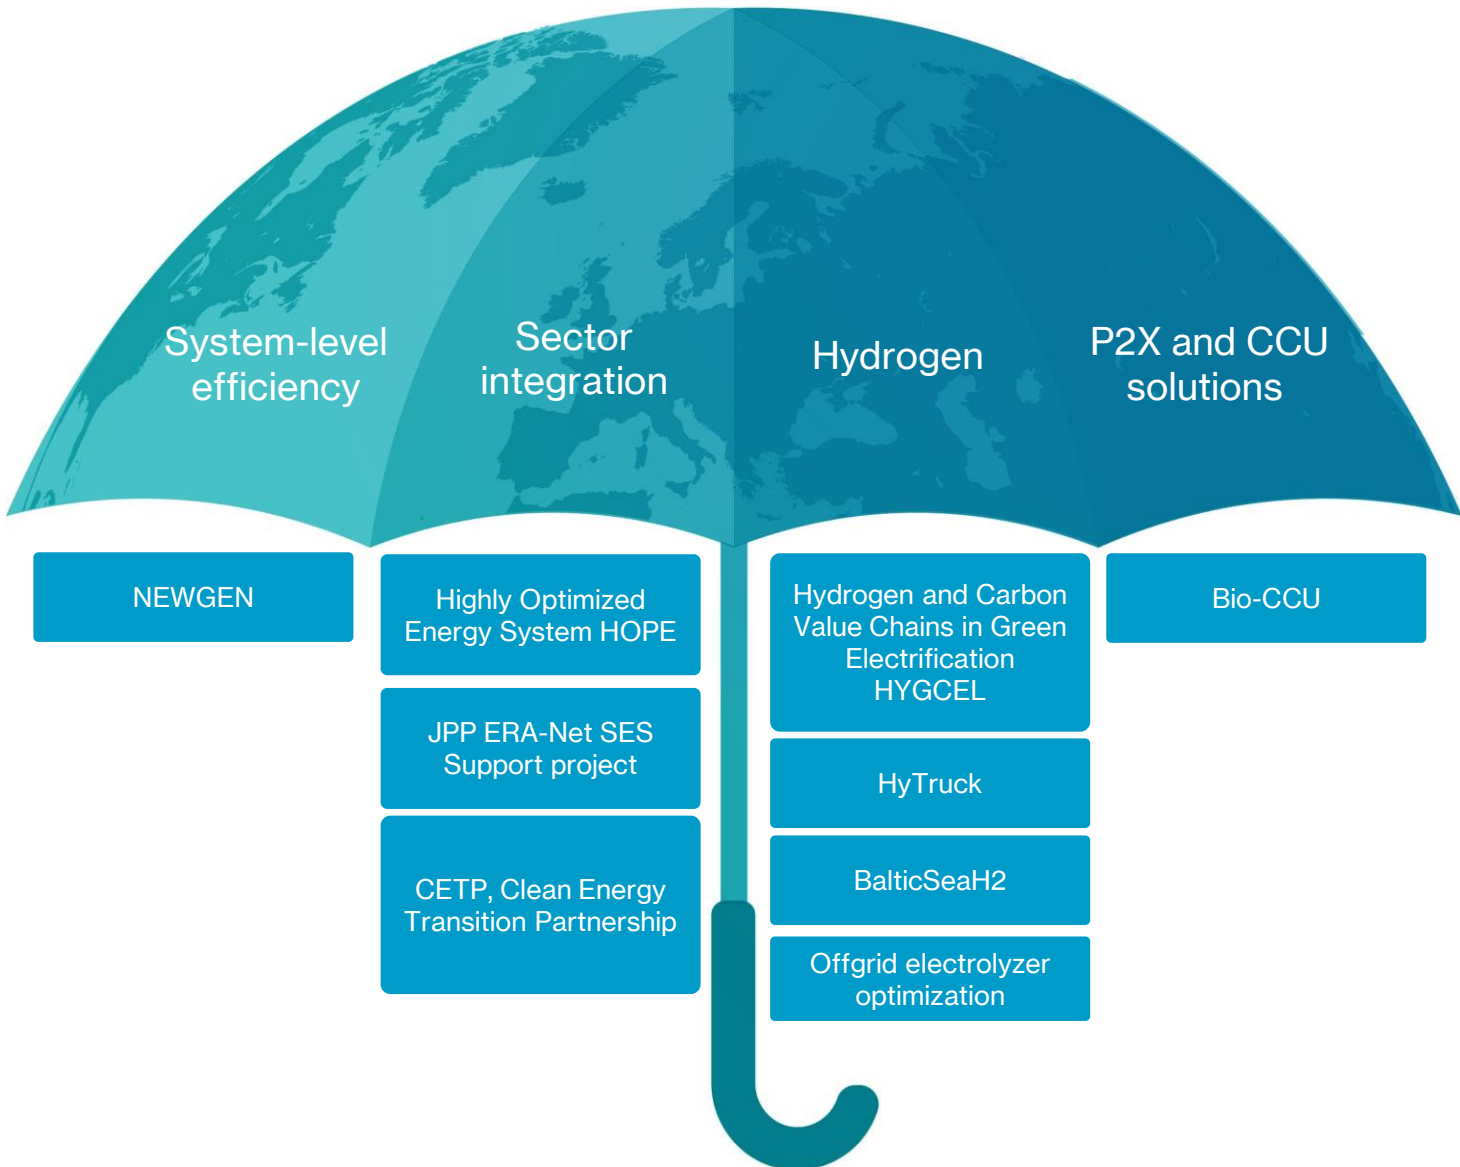 System-level
efficiency
Sector
integration
Hydrogen
P2X and CCU
solutions
NEWGEN
Highly Optimized
Energy System HOPE
JPP ERA-Net SES
Support project
CETP, Clean Energy
Transition Partnership
Hydrogen and Carbon
Value Chains in Green
Electrification
HYGCEL
HyTruck
BalticSeaH2
Offgrid electrolyzer
optimization
Bio-CCU